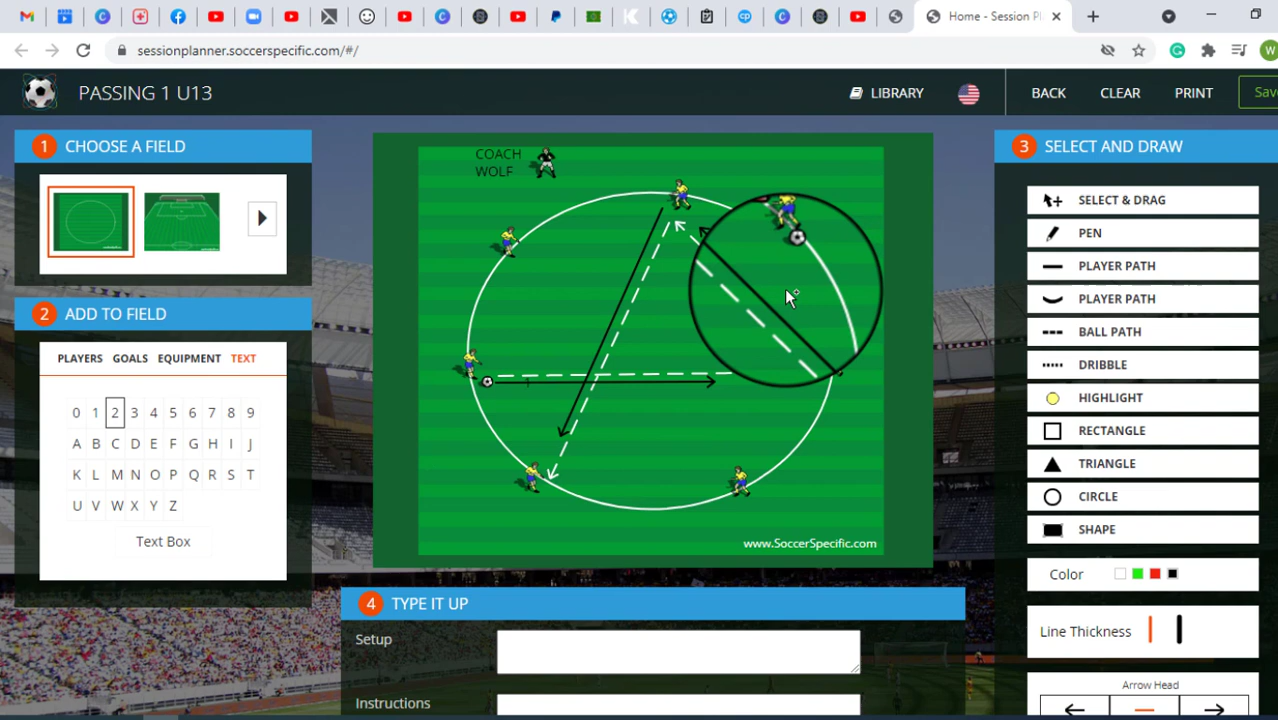 Home - Session Pl
sessionplanner.soccerspecific.com/#/
W
PASSING 1 U13
LIBRARY
BACK
CLEAR
PRINT
Sav
1 CHOOSE A FIELD
2 ADD TO FIELD
PLAYERS GOALS EQUIPMENT TEXT
0 1 2 3 4 5 6 7 8 9
A B C D E F G H I J
K L M N O P Q R S T
U V W X Y Z
Text Box
COACH
WOLF
1
www.SoccerSpecific.com
4 TYPE IT UP
Setup
Instructions
3 SELECT AND DRAW
SELECT & DRAG
PEN
PLAYER PATH
PLAYER PATH
BALL PATH
DRIBBLE
HIGHLIGHT
RECTANGLE
TRIANGLE
CIRCLE
SHAPE
Color
Line Thickness
Arrow Head